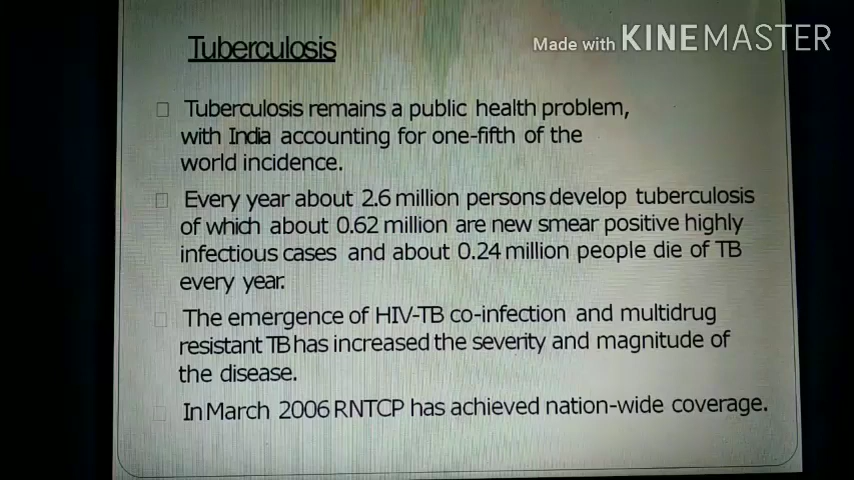 Made with KINEMASTER
Tuberculosis
Tuberculosis remains a public health problem,
with India accounting for one-fifth of the
world incidence.
Every year about 2.6 million persons develop tuberculosis
of which about 0.62 million are new smear positive highly
infectious cases and about 0.24 million people die of TB
every year.
The emergence of HIV-TB co-infection and multidrug
resistant TB has increased the severity and magnitude of
the disease.
In March 2006 RNTCP has achieved nation-wide coverage.